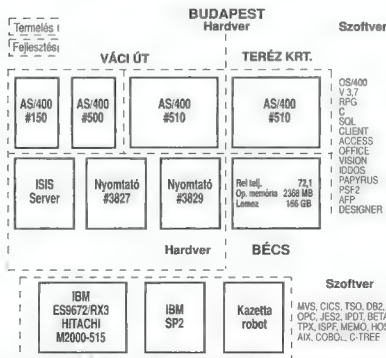 BUDAPEST
Hardver
Szoftver
Termelés
VÁCI ÚT
TERÉZ KRT.
AS/400
#150
AS/400
#500
AS/400
#510
AS/400
#510
OS/400
V 3,7
RPG
C
SQL
CLIENT
ACCESS
OFFICE
VISION
IDDOS
PAPYRUS
PSF2
AFP
DESIGNER
ISIS
Server
Nyomtató
#3827
Nyomtató
#3829
Rel telj. 72,1
Op. memória 2368 MB
Lemez 166 GB
Hardver
BÉCS
Szoftver
IBM
ES9672/RX3
HITACHI
M2000-515
IBM
SP2
Kazetta
robot
MVS, CICS, TSO, DB2,
OPC, JES2, IPDT, BETA
TPX, ISPF, MEMO,
AIX, COBOL, C-TREE